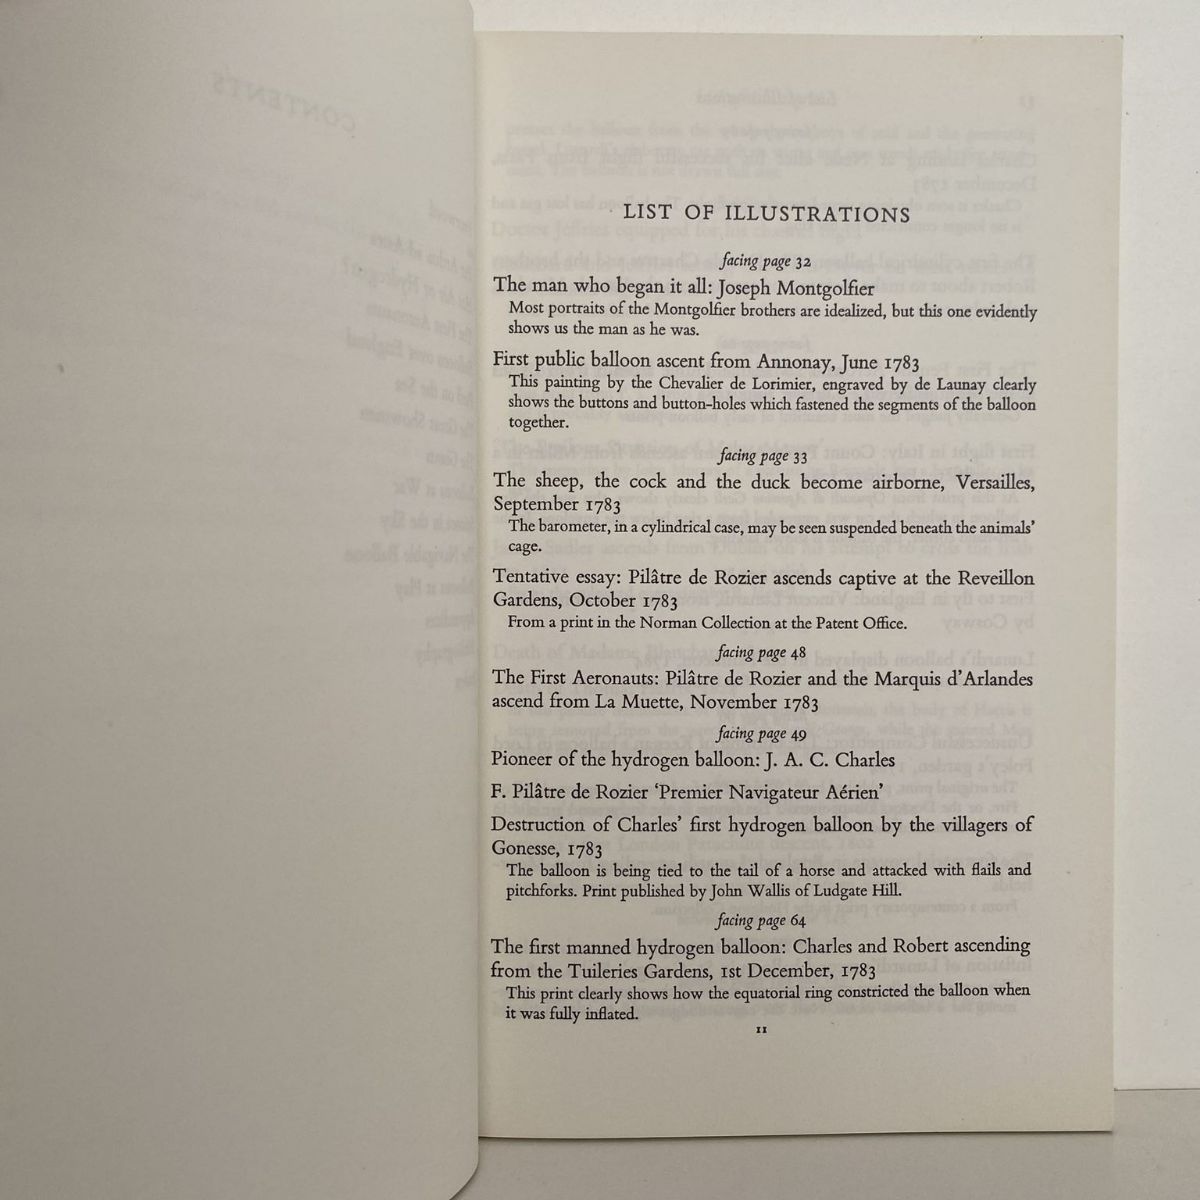 LIST OF ILLUSTRATIONS
facing page 32
The man who began it all: Joseph Montgolfier
Most portraits of the Montgolfier brothers are idealized, but this one evidently
shows us the man as he was.
First public balloon ascent from Annonay, June 1783
This painting by the Chevalier de Lorimier, engraved by de Launay clearly
shows the buttons and button-holes which fastened the segments of the balloon
together.
facing page 33
The sheep, the cock and the duck become airborne, Versailles,
September 1783
The barometer, in a cylindrical case, may be seen suspended beneath the animals'
cage.
Tentative essay: Pilâtre de Rozier ascends captive at the Reveillon
Gardens, October 1783
From a print in the Norman Collection at the Patent Office.
facing page 48
The First Aeronauts: Pilâtre de Rozier and the Marquis d'Arlandes
ascend from La Muette, November 1783
facing page 49
Pioneer of the hydrogen balloon: J. A. C. Charles
F. Pilâtre de Rozier 'Premier Navigateur Aérien'
Destruction of Charles' first hydrogen balloon by the villagers of
Gonesse, 1783
The balloon is being tied to the tail of a horse and attacked with flails and
pitchforks. Print published by John Wallis of Ludgate Hill.
facing page 64
The first manned hydrogen balloon: Charles and Robert ascending
from the Tuileries Gardens, 1st December, 1783
This print clearly shows how the equatorial ring constricted the balloon when
it was fully inflated.
11